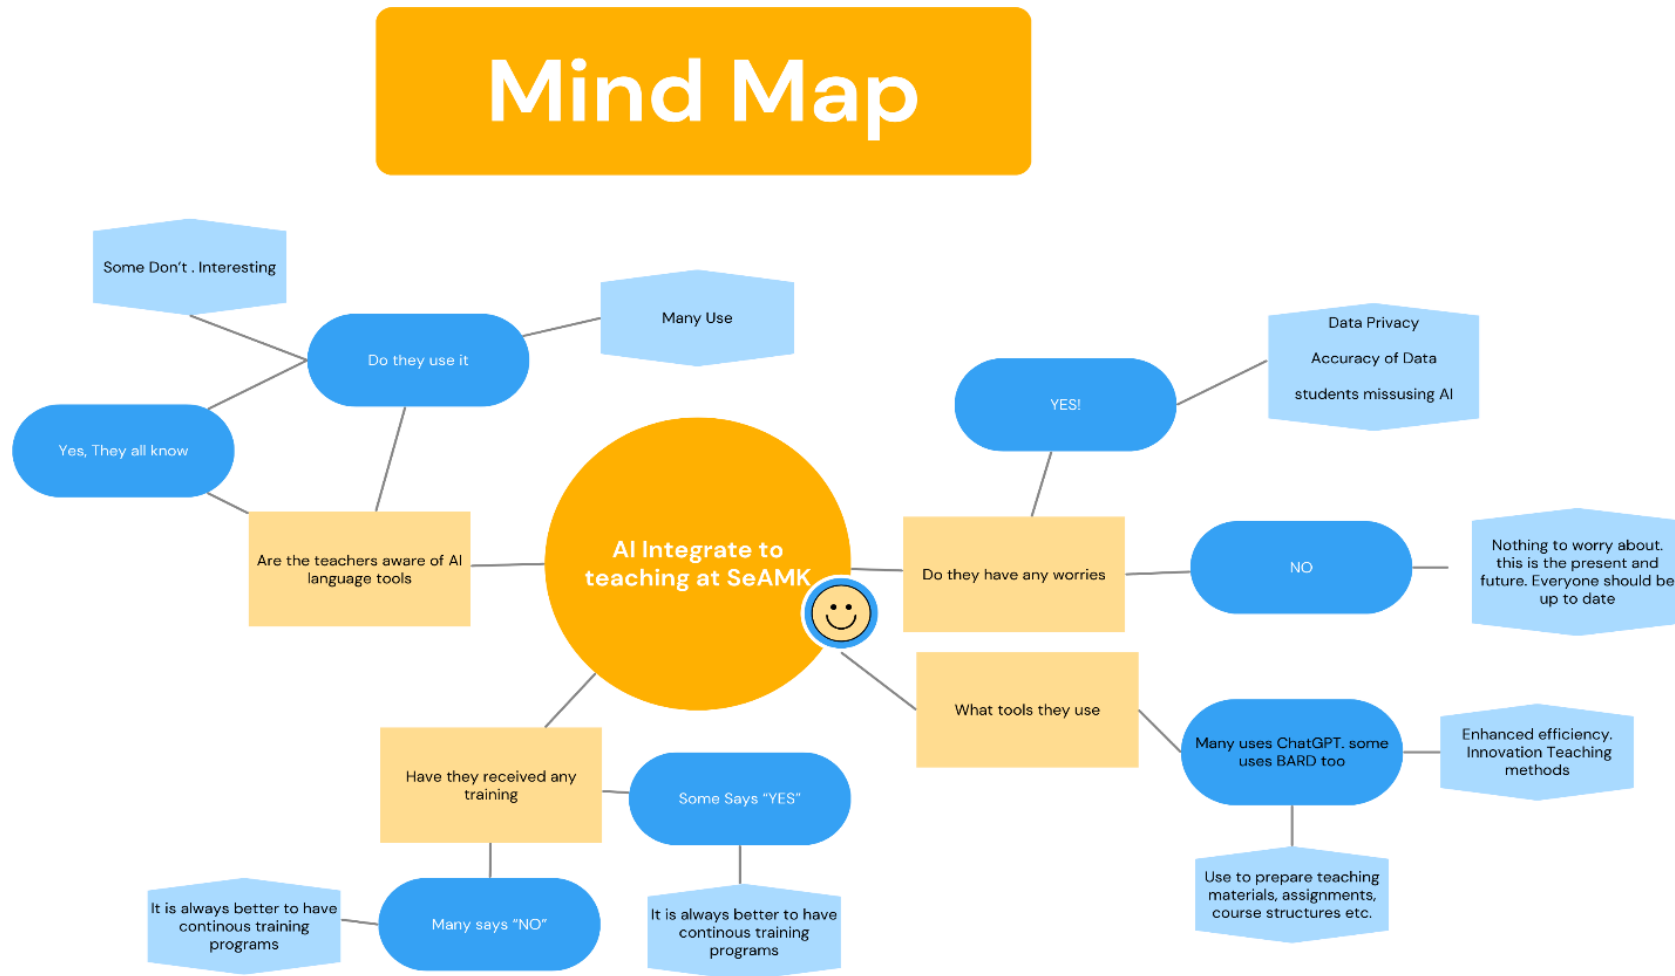 Mind Map
Some Don't . Interesting
Many Use
Do they use it
Yes, They all know
Are the teachers aware of AI
language tools
AI Integrate to
teaching at SeAMK
YES!
Data Privacy
Accuracy of Data
students missusing AI
Do they have any worries
NO
Nothing to worry about.
this is the present and
future. Everyone should be
up to date
What tools they use
Many uses ChatGPT. some
uses BARD too
Enhanced efficiency.
Innovation Teaching
methods
Use to prepare teaching
materials, assignments,
course structures etc.
Have they received any
training
Some Says “YES”
It is always better to have
continous training
programs
Many says “NO”
It is always better to have
continous training
programs